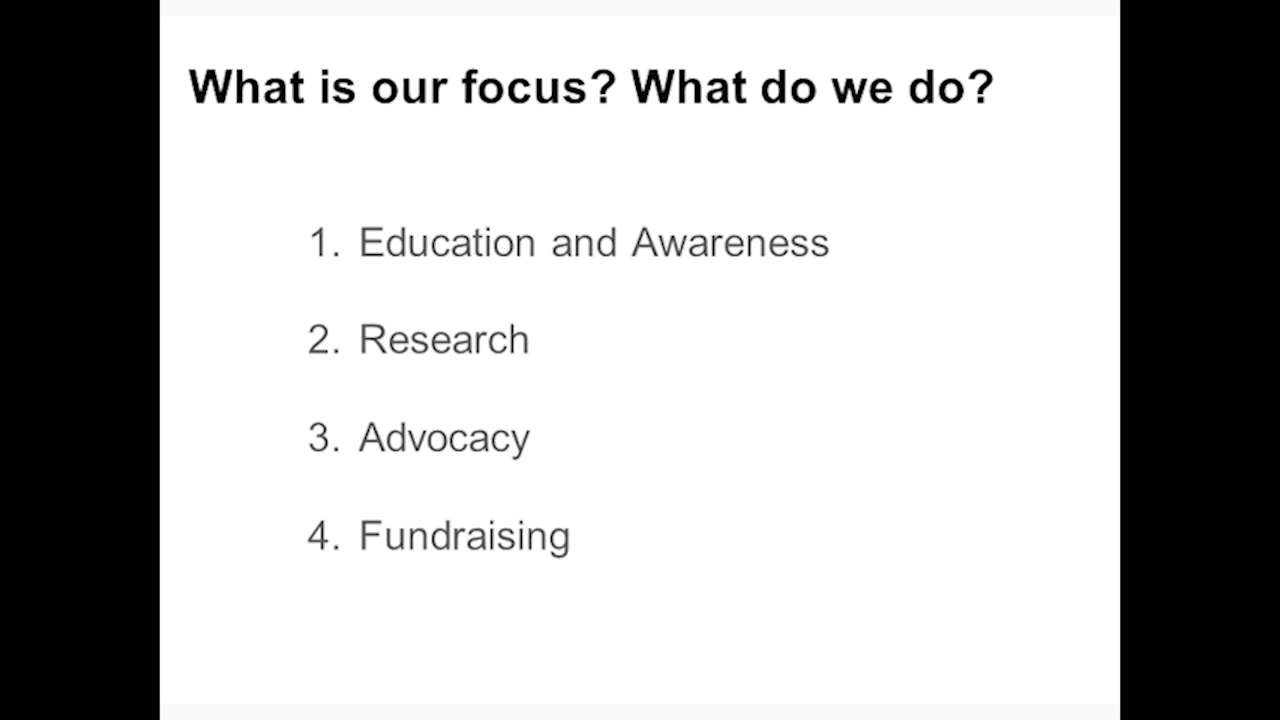 What is our focus? What do we do?
1. Education and Awareness
2. Research
3. Advocacy
4. Fundraising